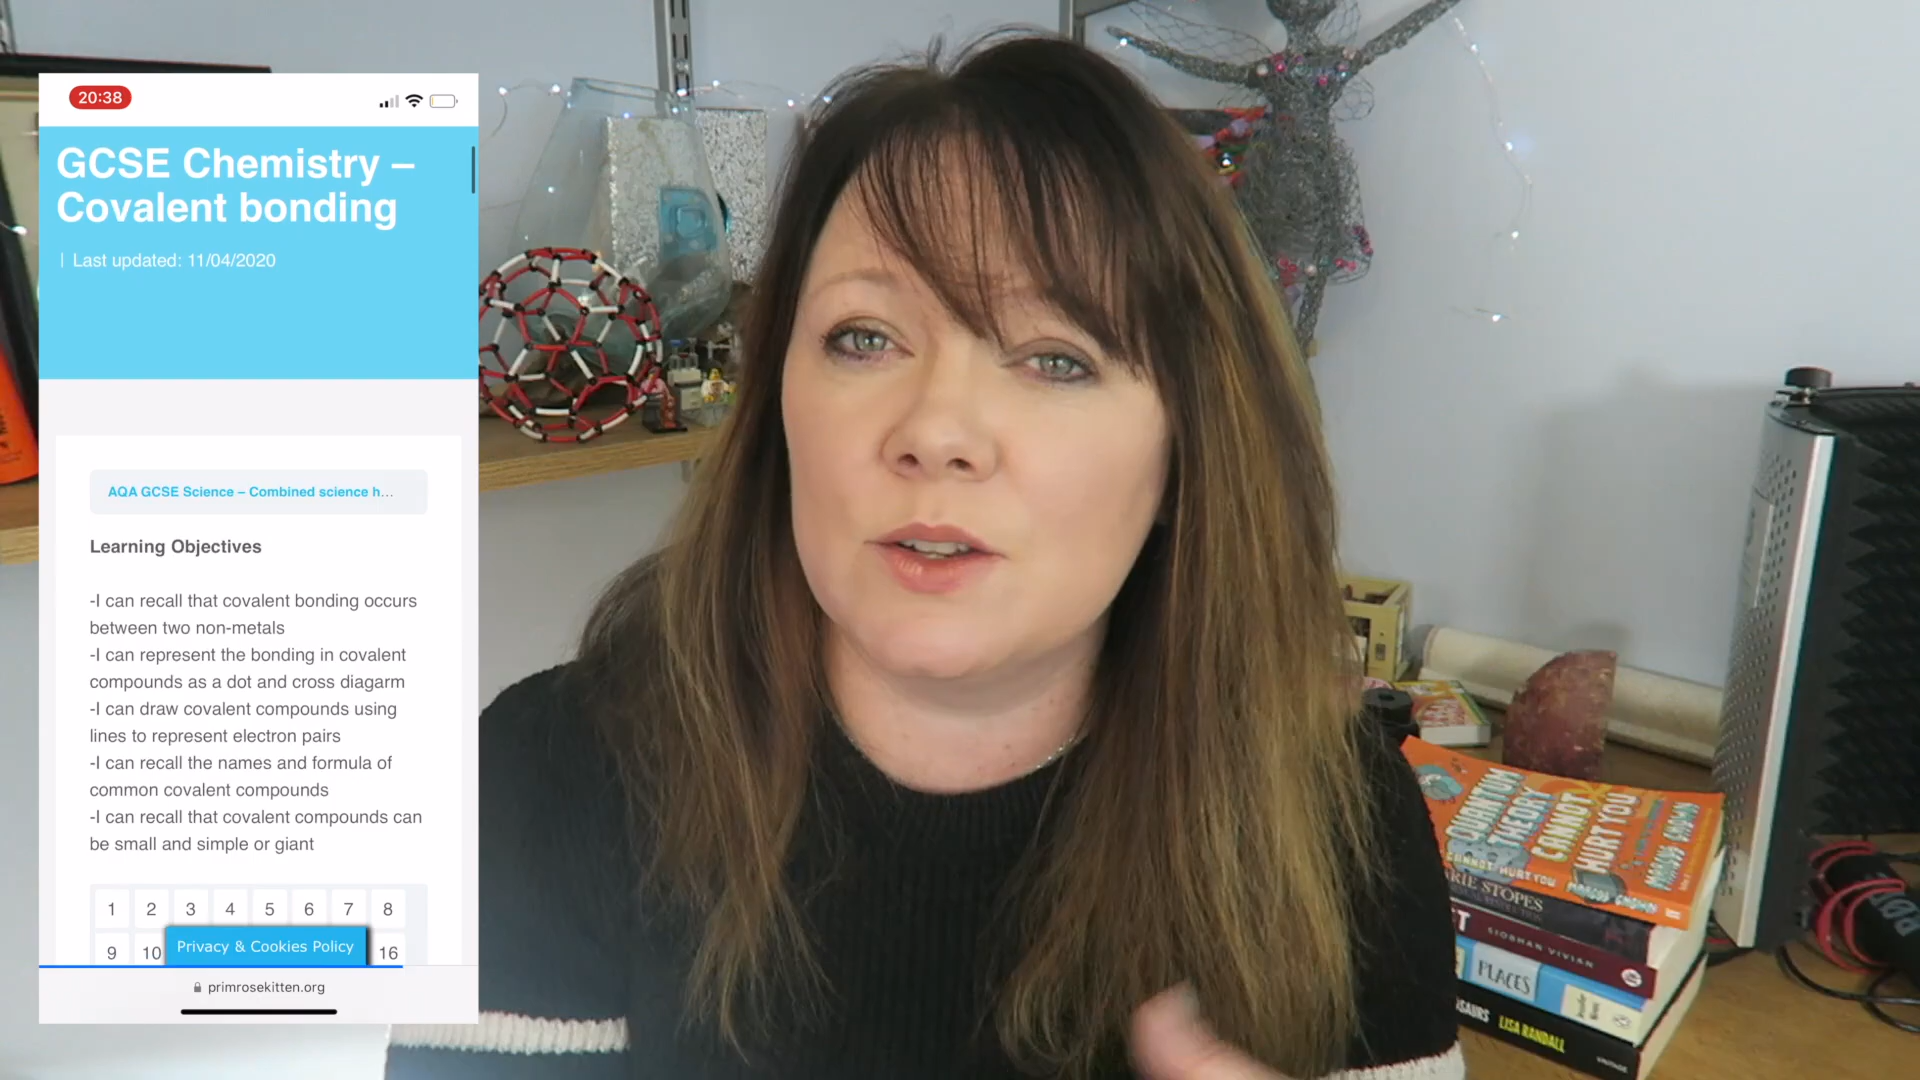 20:38
GCSE Chemistry –
Covalent bonding
| Last updated: 11/04/2020
AQA GCSE Science – Combined science h...
Learning Objectives
-I can recall that covalent bonding occurs
between two non-metals
-I can represent the bonding in covalent
compounds as a dot and cross diagarm
-I can draw covalent compounds using
lines to represent electron pairs
-I can recall the names and formula of
common covalent compounds
-I can recall that covalent compounds can
be small and simple or giant
1 2 3 4 5 6 7 8
9 10 16
Privacy & Cookies Policy
primrosekitten.org
QUANTUM
THEORY
CANNOT
HURT YOU
MARCUS CHOWN
CANNOT HURT YOU MARCUS CHOWN
STOPES
SIOBHAN VIVIAN
PLACES
LISA RANDALL